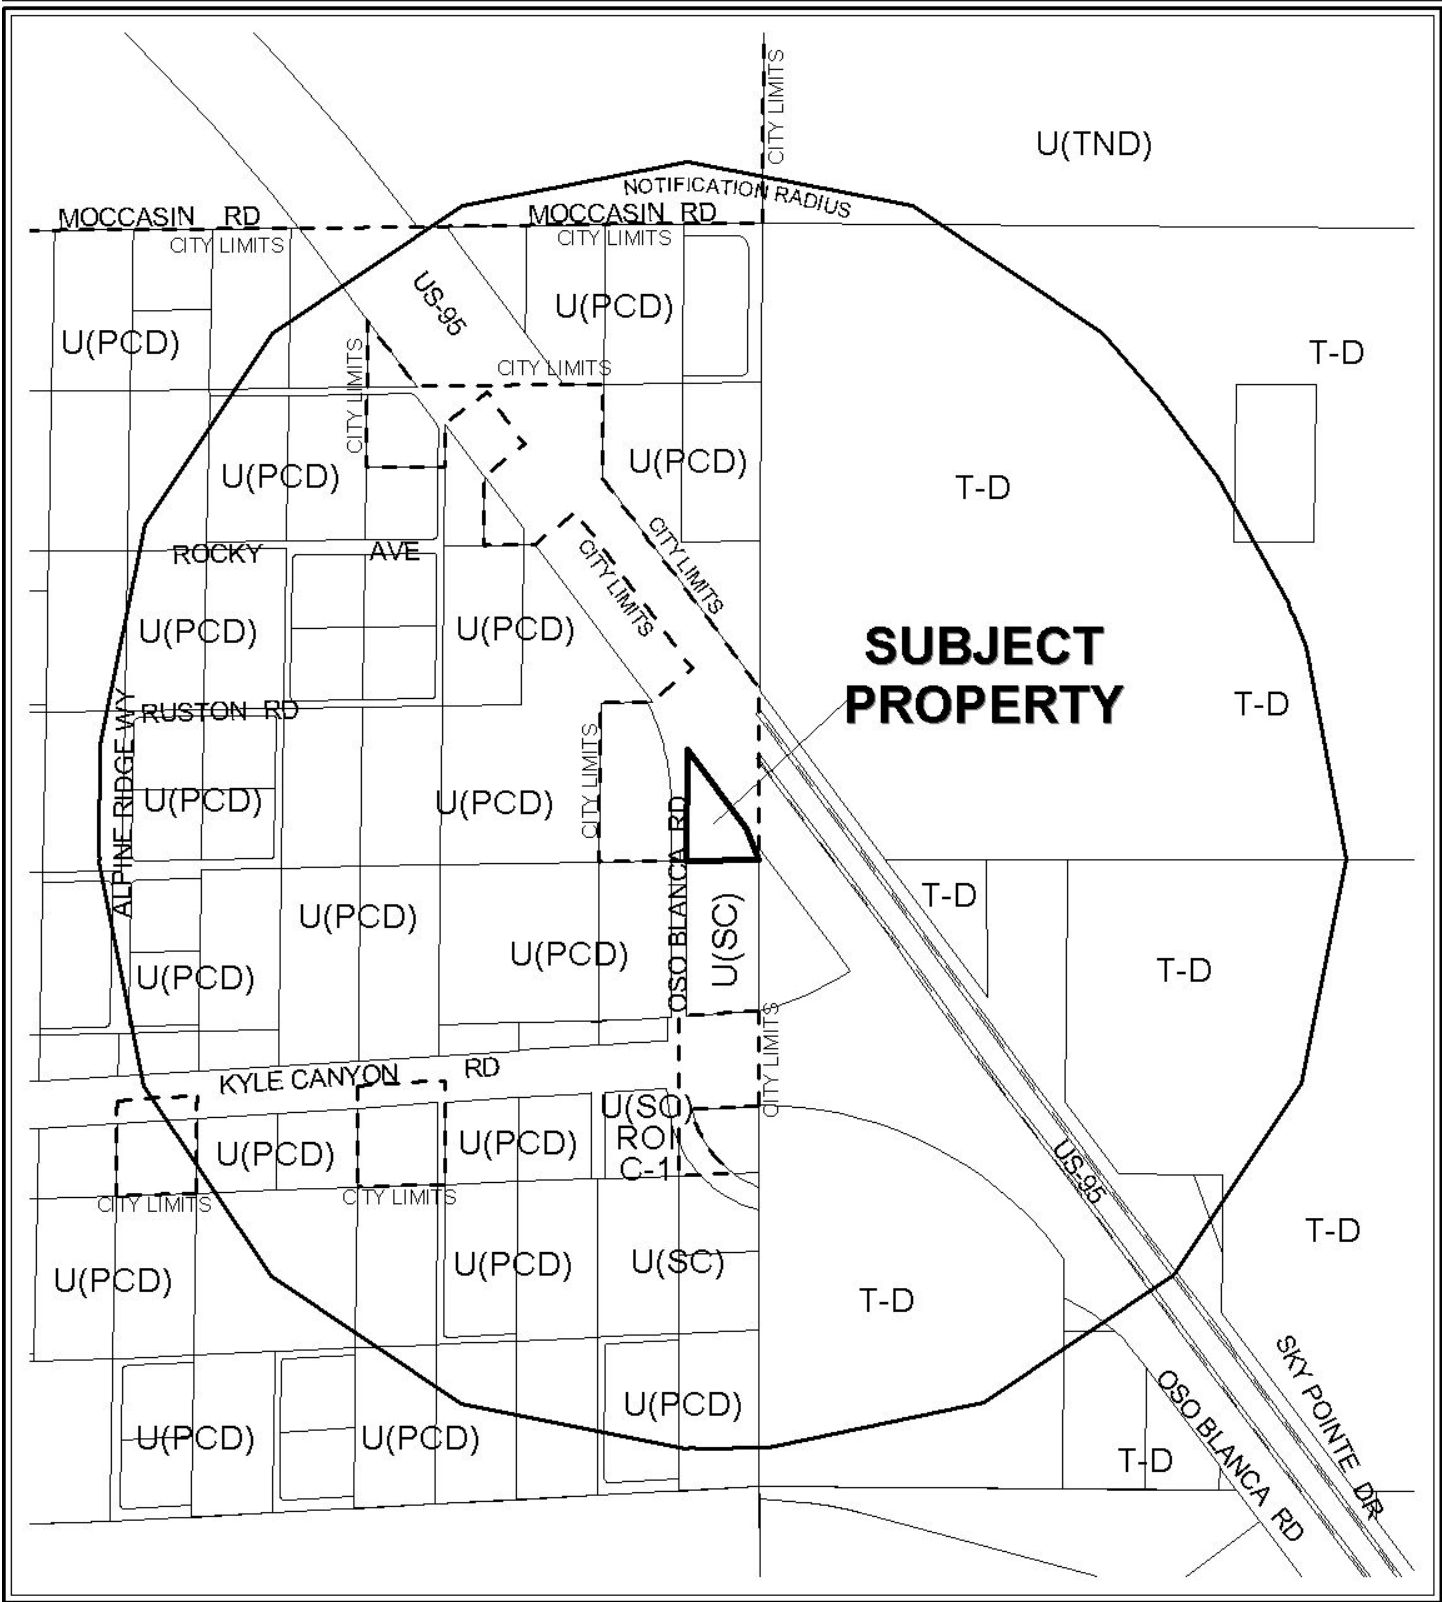 CITY LIMITS
U(TND)
NOTIFICATION RADIUS
MOCCASIN RD
MOCCASIN RD
CITY LIMITS
CITY LIMITS
US-95
U(PCD)
U(PCD)
T-D
CITY LIMITS
CITY LIMITS
U(PCD)
U(PCD)
T-D
CITY LIMITS
CITY LIMITS
ROCKY AVE
U(PCD)
U(PCD)
SUBJECT
PROPERTY
T-D
RUSTON RD
ALPINE RIDGE WY
CITY LIMITS
U(PCD)
U(PCD)
OSO BLANCA RD
U(PCD)
U(SC)
T-D
U(PCD)
U(PCD)
T-D
CITY LIMITS
KYLE CANYON RD
U(SC)
ROI
C-1
U(PCD)
U(PCD)
US-95
CITY LIMITS
CITY LIMITS
T-D
U(PCD)
U(PCD)
U(SC)
T-D
SKY POINTE DR
OSO BLANCA RD
U(PCD)
U(PCD)
U(PCD)
T-D